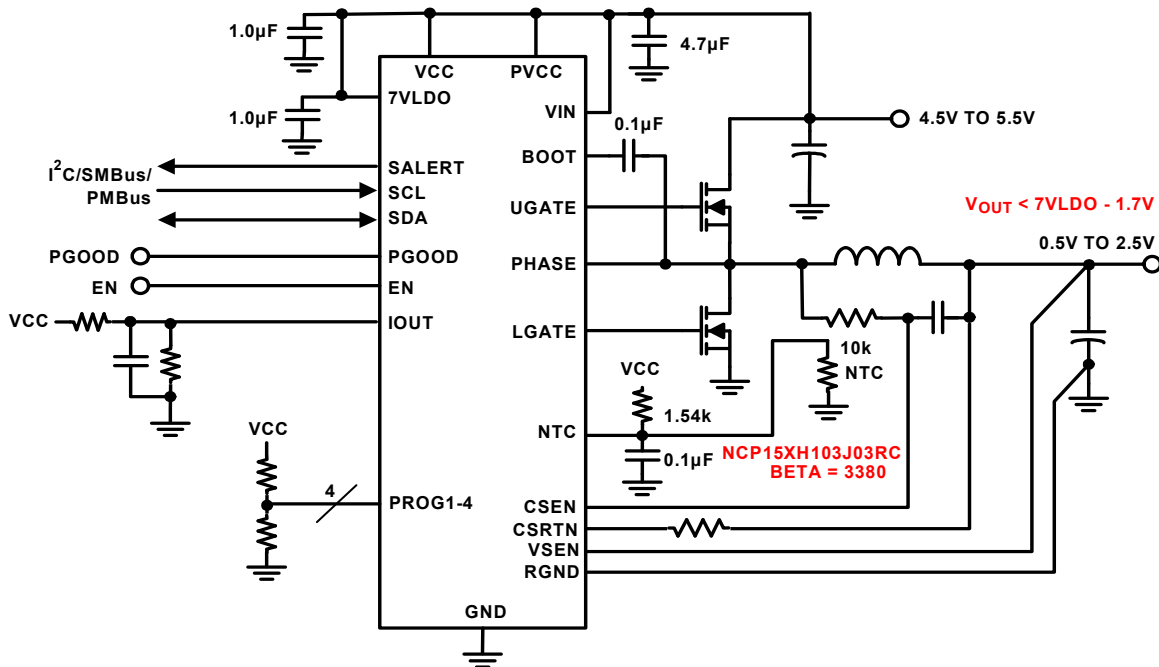 1.0µF
4.7µF
VCC
PVCC
7VLDO
VIN
1.0µF
0.1µF
4.5V TO 5.5V
BOOT
I²C/SMBus/
PMBus
SALERT
SCL
SDA
UGATE
VOUT < 7VLDO - 1.7V
0.5V TO 2.5V
PGOOD
PGOOD
PHASE
EN
EN
VCC
IOUT
LGATE
10k
NTC
VCC
1.54k
NTC
0.1µF
NCP15XH103J03RC
BETA = 3380
VCC
4
PROG1-4
CSEN
CSRTN
VSEN
RGND
GND